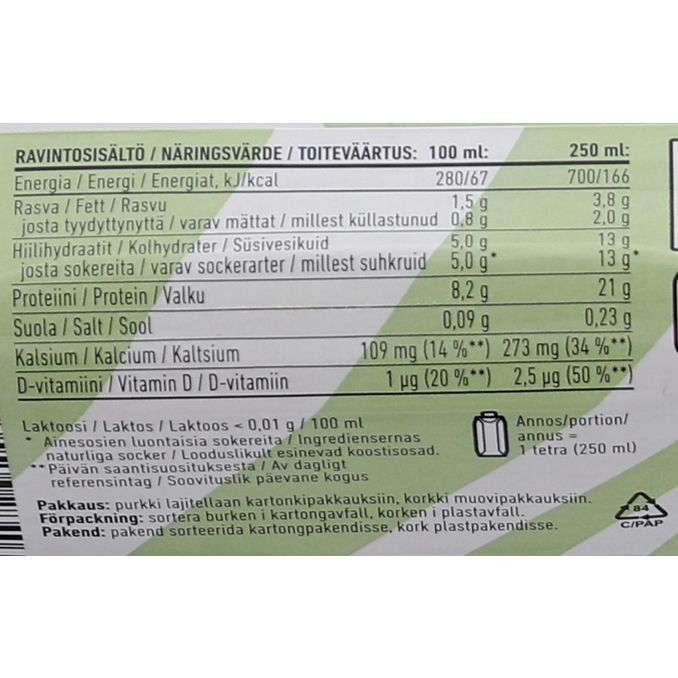 RAVINTOSISÄLTÖ / NÄRINGSVÄRDE / TOITEVÄÄRTUS: 100 ml: 250 ml:
Energia / Energi / Energiat, kJ/kcal 280/67 700/166
Rasva / Fett / Rasvu 1,5 g 3,8 g
josta tyydyttynyttä / varav mättat / millest küllastunud 0,8 g 2,0 g
Hiilihydraatit / Kolhydrater / Süsivesikuid 5,0 g 13 g
josta sokereita / varav sockerarter / millest suhkruid 5,0 g* 13 g*
Proteiini / Protein / Valku 8,2 g 21 g
Suola / Salt / Sool 0,09 g 0,23 g
Kalsium / Kalcium / Kaltsium 109 mg (14 %**) 273 mg (34 %**)
D-vitamiini / Vitamin D / D-vitamiin 1 µg (20 %**) 2,5 µg (50 %**)
Laktoosi / Laktos / Laktoos < 0,01 g / 100 ml
* Ainesosien luontaisia sokereita / Ingrediensernas
naturliga socker / Looduslikult esinevad koostisosad.
**Päivän saantisuosituksesta / Av dagligt
referensintag / Soovituslik päevane kogus
Annos/portion/
annus =
1 tetra (250 ml)
Pakkaus: purkki lajitellaan kartonkipakkauksiin, korkki muovipakkauksiin.
Förpackning: sortera burken i kartongavfall, korken i plastavfall.
Pakend: pakend sorteerida kartongpakendisse, kork plastpakendisse.
84
C/PAP